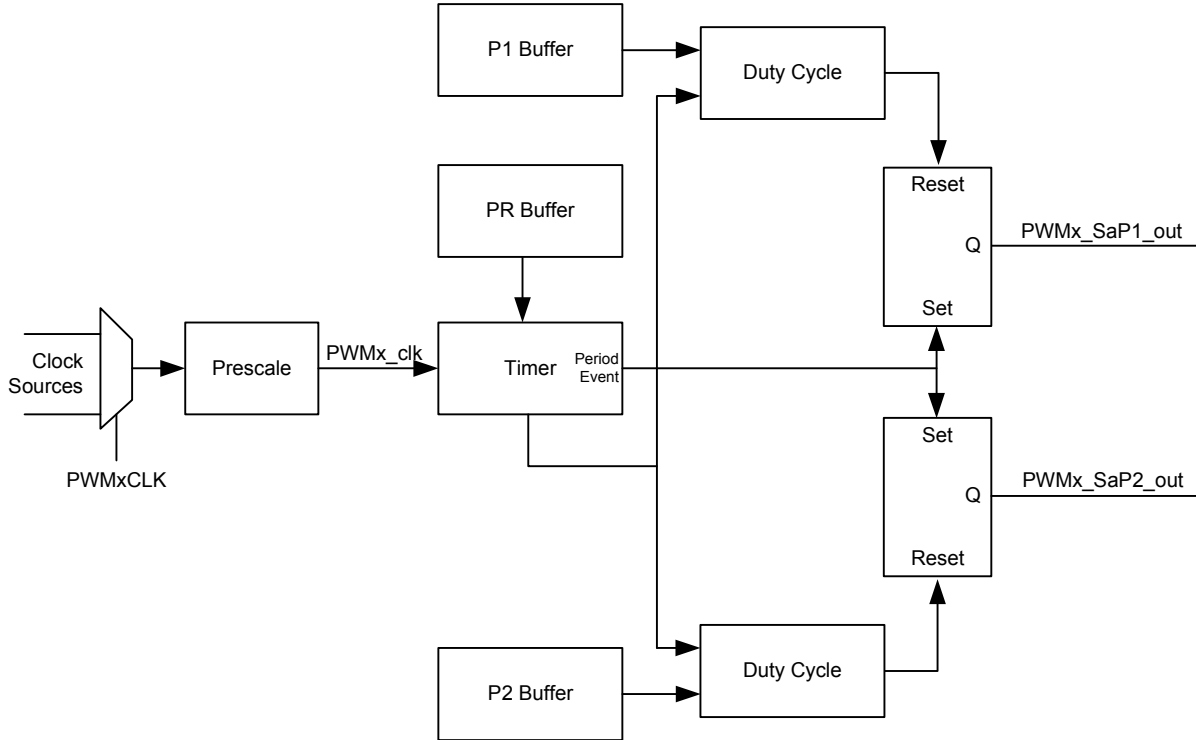 P1 Buffer
Duty Cycle
Reset
PR Buffer
Q
PWMx_SaP1_out
Set
Clock
Sources
Prescale
PWMx_clk
Timer
Period
Event
PWMxCLK
Set
Q
PWMx_SaP2_out
Reset
P2 Buffer
Duty Cycle